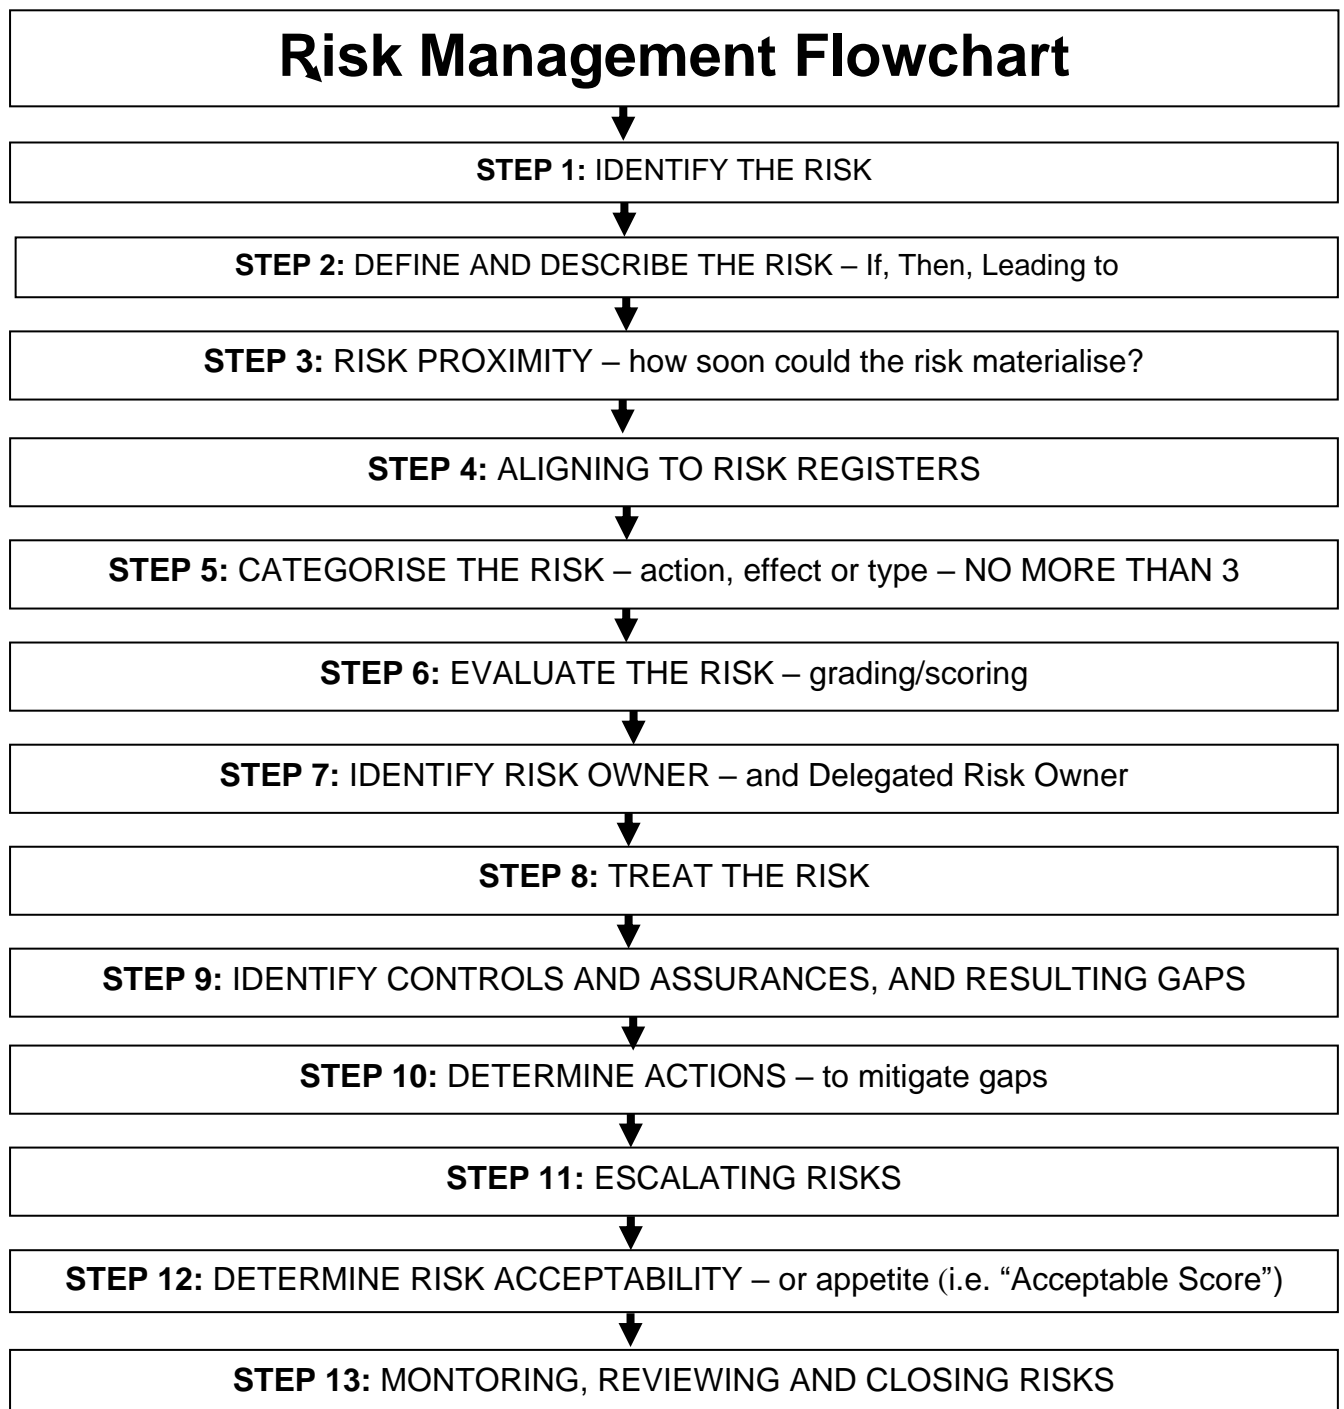 Risk Management Flowchart
STEP 1: IDENTIFY THE RISK
STEP 2: DEFINE AND DESCRIBE THE RISK – If, Then, Leading to
STEP 3: RISK PROXIMITY – how soon could the risk materialise?
STEP 4: ALIGNING TO RISK REGISTERS
STEP 5: CATEGORISE THE RISK – action, effect or type – NO MORE THAN 3
STEP 6: EVALUATE THE RISK – grading/scoring
STEP 7: IDENTIFY RISK OWNER – and Delegated Risk Owner
STEP 8: TREAT THE RISK
STEP 9: IDENTIFY CONTROLS AND ASSURANCES, AND RESULTING GAPS
STEP 10: DETERMINE ACTIONS – to mitigate gaps
STEP 11: ESCALATING RISKS
STEP 12: DETERMINE RISK ACCEPTABILITY – or appetite (i.e. “Acceptable Score”)
STEP 13: MONTORING, REVIEWING AND CLOSING RISKS